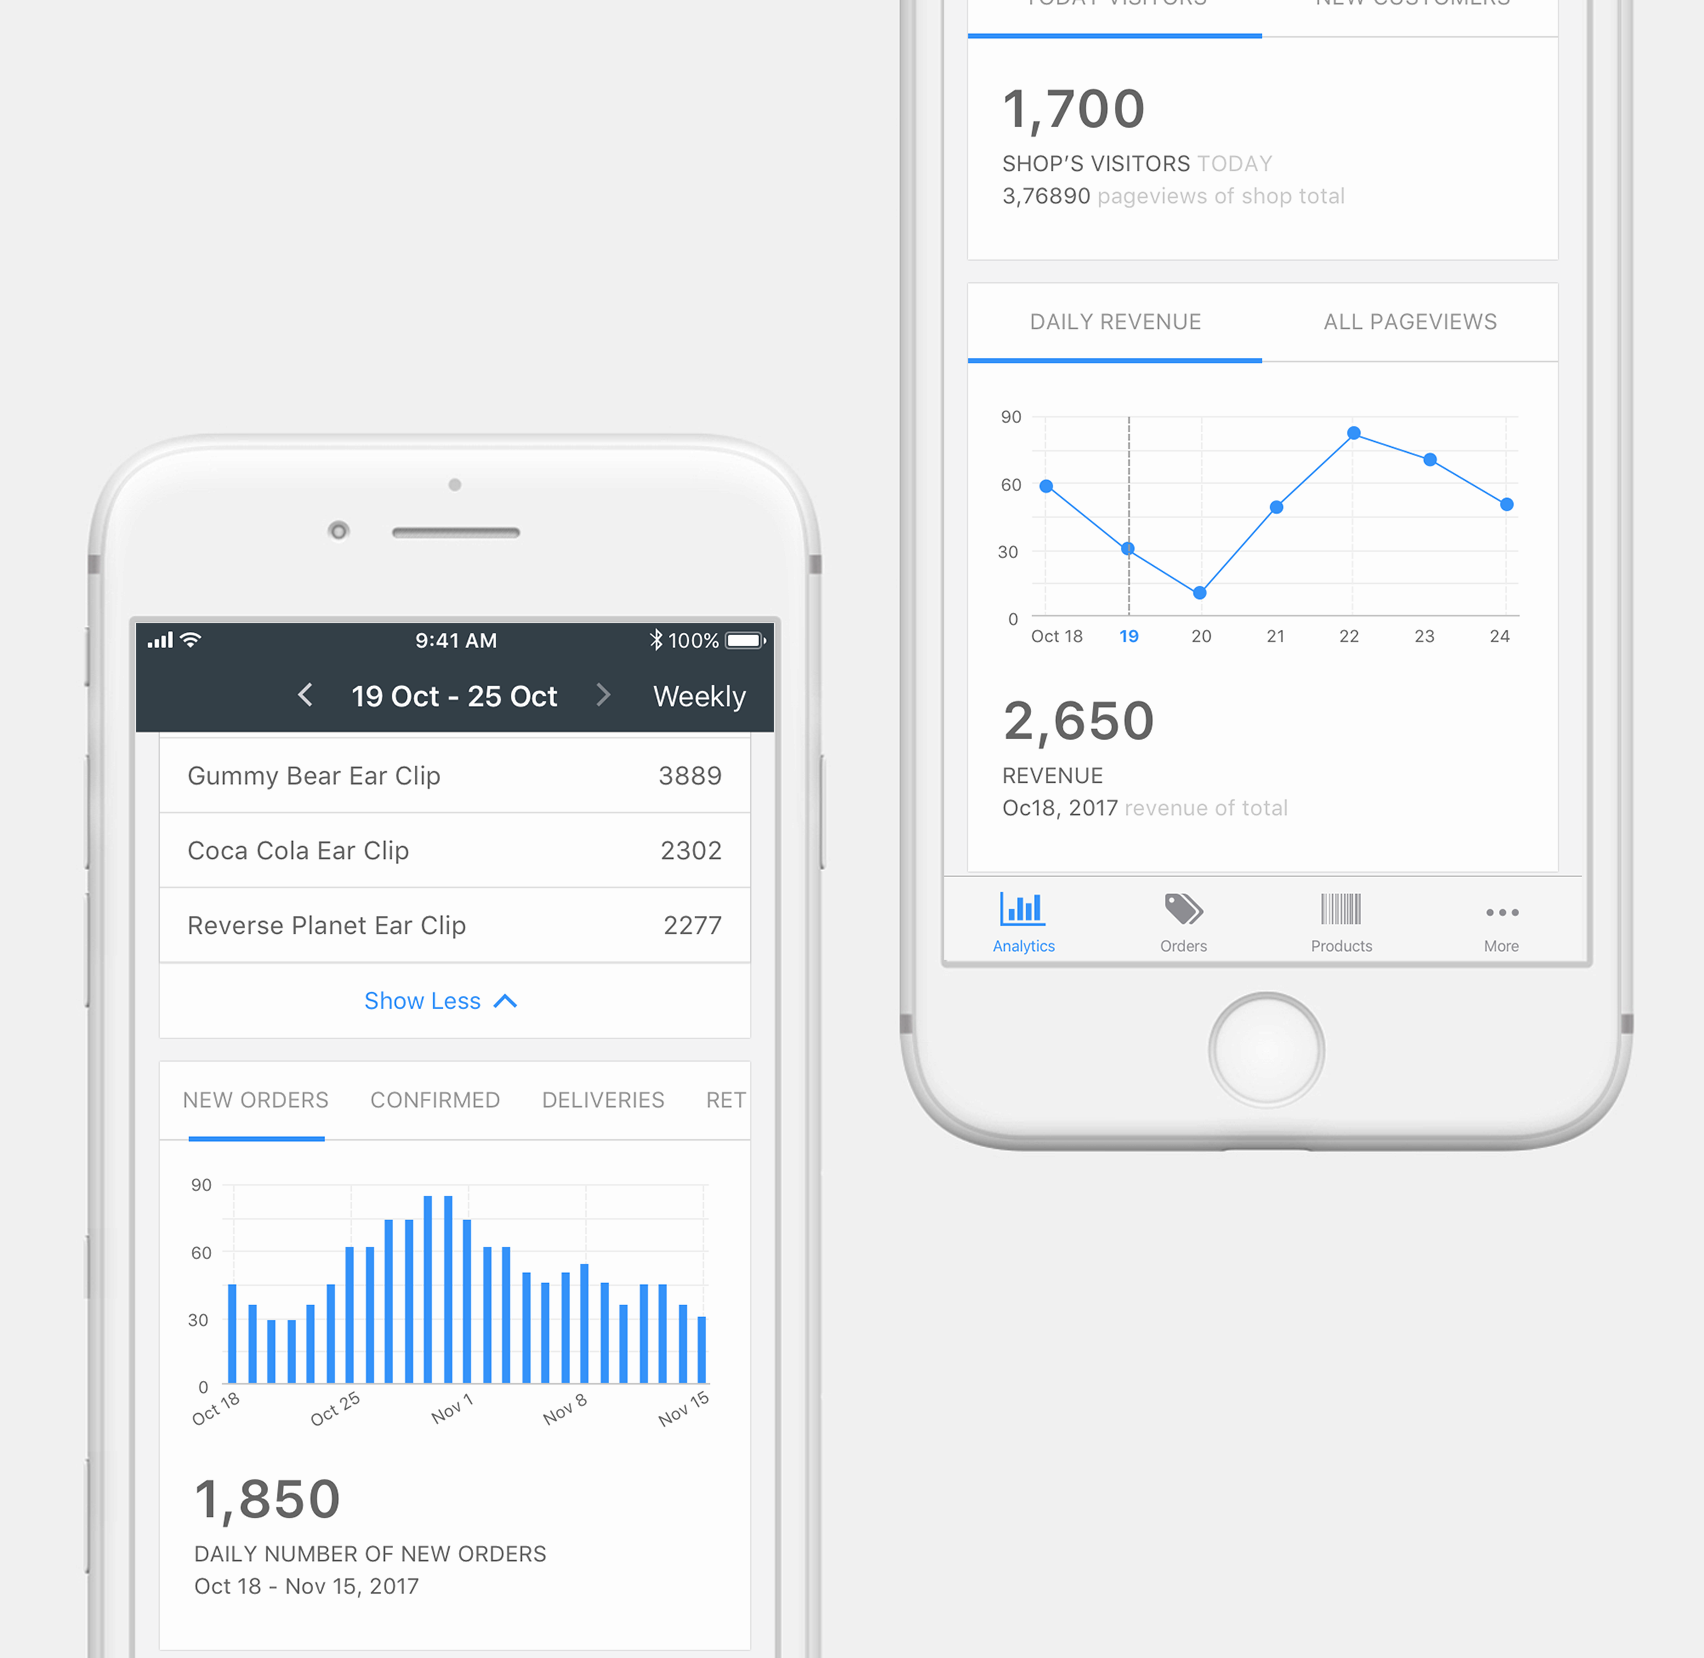 TODAY VISITORS NEW CUSTOMERS
1,700
SHOP'S VISITORS TODAY
3,76890 pageviews of shop total
DAILY REVENUE ALL PAGEVIEWS
90
60
30
0
Oct 18 19 20 21 22 23 24
2,650
REVENUE
Oc18, 2017 revenue of total
Analytics Orders Products More
9:41 AM 100%
19 Oct - 25 Oct Weekly
Gummy Bear Ear Clip 3889
Coca Cola Ear Clip 2302
Reverse Planet Ear Clip 2277
Show Less
NEW ORDERS CONFIRMED DELIVERIES RET
90
60
30
0
Oct 18 Oct 25 Nov 1 Nov 8 Nov 15
1,850
DAILY NUMBER OF NEW ORDERS
Oct 18 - Nov 15, 2017